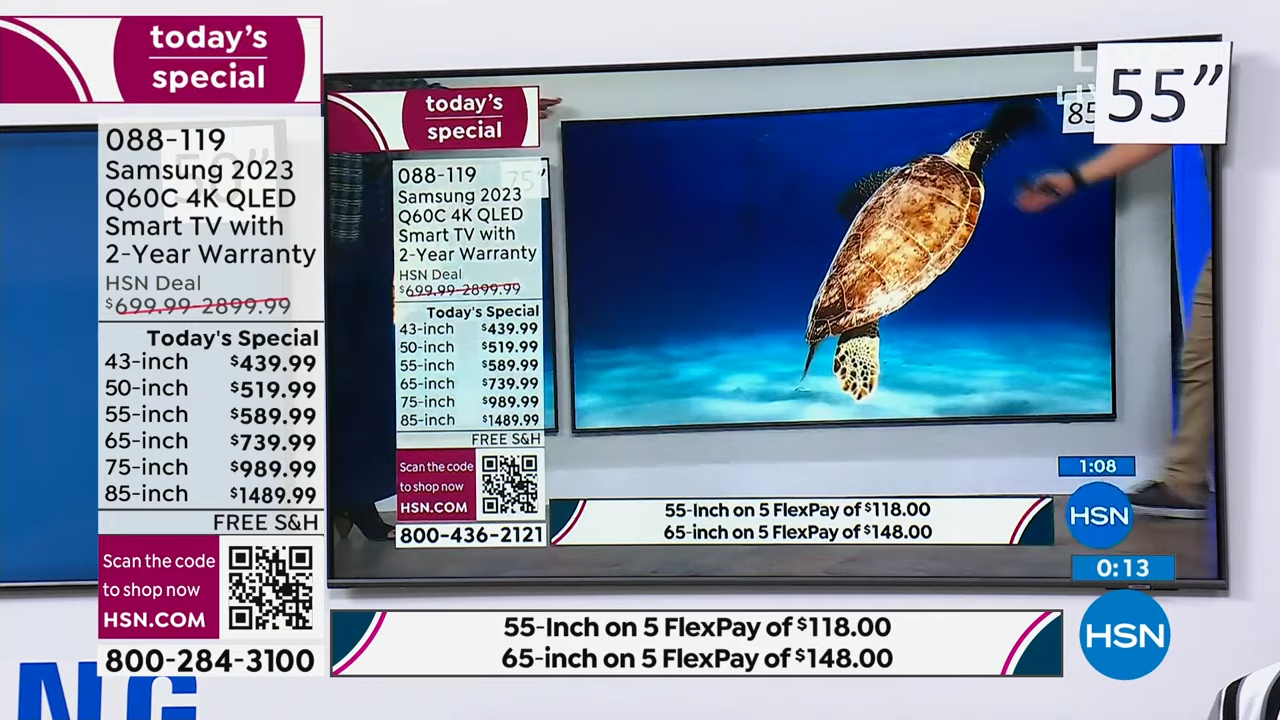 today's
special
088-119
Samsung 2023
Q60C 4K QLED
Smart TV with
2-Year Warranty
HSN Deal
$699.99-2899.99
Today's Special
43-inch $439.99
50-inch $519.99
55-inch $589.99
65-inch $739.99
75-inch $989.99
85-inch $1489.99
FREE S&H
Scan the code
to shop now
HSN.COM
800-284-3100
today's
special
75"
088-119
Samsung 2023
Q60C 4K QLED
Smart TV with
2-Year Warranty
HSN Deal
$699.99-2899.99
Today's Special
43-inch $439.99
50-inch $519.99
55-inch $589.99
65-inch $739.99
75-inch $989.99
85-inch $1489.99
FREE S&H
Scan the code
to shop now
HSN.COM
800-436-2121
55-Inch on 5 FlexPay of $118.00
65-inch on 5 FlexPay of $148.00
85
55”
1:08
HSN
0:13
HSN
55-Inch on 5 FlexPay of $118.00
65-inch on 5 FlexPay of $148.00
NG